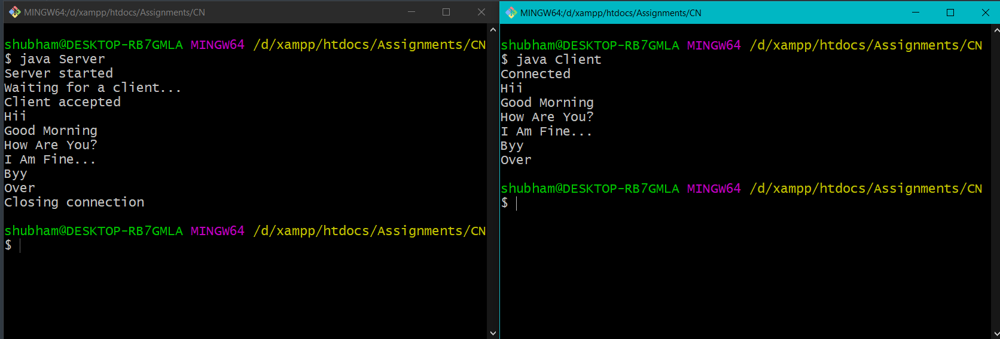 MINGW64:/d/xampp/htdocs/Assignments/CN
shubham@DESKTOP-RB7GMLA MINGW64 /d/xampp/htdocs/Assignments/CN
$ java Server
Server started
Waiting for a client...
Client accepted
Hii
Good Morning
How Are You?
I Am Fine...
Byy
Over
Closing connection
shubham@DESKTOP-RB7GMLA MINGW64 /d/xampp/htdocs/Assignments/CN
$
MINGW64:/d/xampp/htdocs/Assignments/CN
shubham@DESKTOP-RB7GMLA MINGW64 /d/xampp/htdocs/Assignments/CN
$ java Client
Connected
Hii
Good Morning
How Are You?
I Am Fine...
Byy
Over
shubham@DESKTOP-RB7GMLA MINGW64 /d/xampp/htdocs/Assignments/CN
$